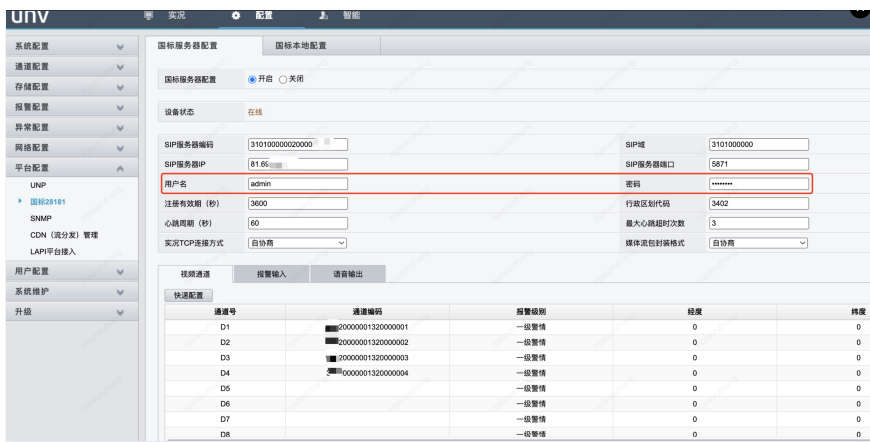 unv 实况 配置 智能
系统配置
通道配置
存储配置
报警配置
异常配置
网络配置
平台配置
UNP
国标28181
SNMP
CDN（流分发）管理
LAPI平台接入
用户配置
系统维护
升级
国标服务器配置 国标本地配置
国标服务器配置 开启 关闭
设备状态 在线
SIP服务器编码 310100000020000 SIP域 3101000000
SIP服务器IP 81.69 SIP服务器端口 5871
用户名 admin 密码 ••••••••
注册有效期（秒） 3600 行政区划代码 3402
心跳周期（秒） 60 最大心跳超时次数 3
实况TCP连接方式 自协商 媒体流包封装格式 自协商
视频通道 报警输入 语音输出
快速配置
通道号 通道编码 报警级别 经度 纬度
D1 20000001320000001 一级警情 0 0
D2 20000001320000002 一级警情 0 0
D3 20000001320000003 一级警情 0 0
D4 0000001320000004 一级警情 0 0
D5 一级警情 0 0
D6 一级警情 0 0
D7 一级警情 0 0
D8 一级警情 0 0